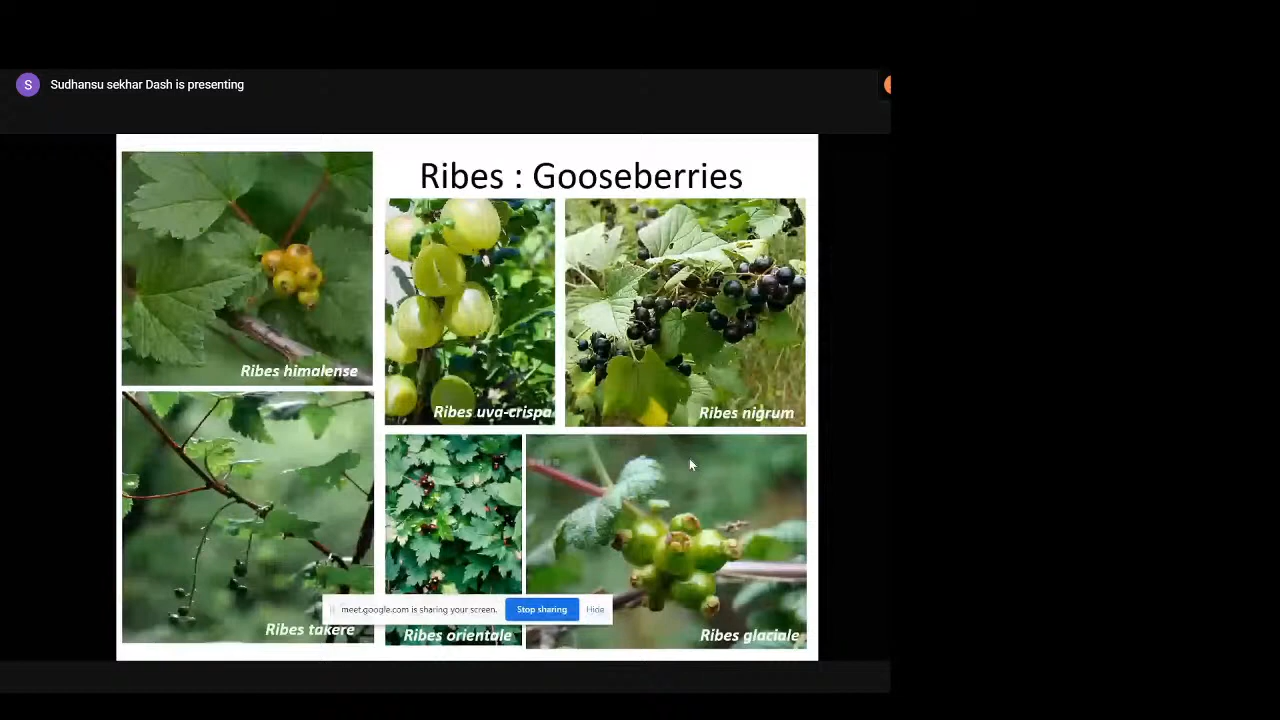 S
Sudhansu sekhar Dash is presenting
Ribes : Gooseberries
Ribes himalense
Ribes uva-crispa
Ribes nigrum
Ribes takere
meet.google.com is sharing your screen.
Stop sharing
Hide
Ribes orientale
Ribes glaciale